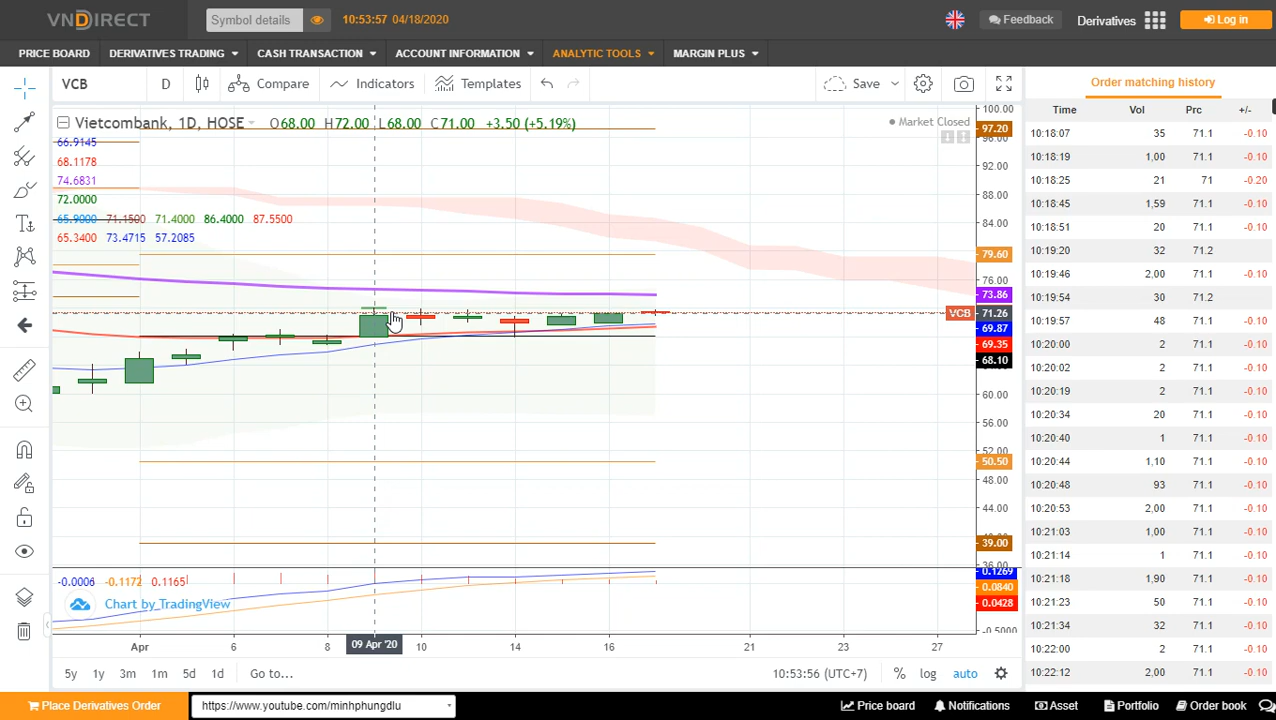 VNDIRECT Symbol details 10:53:57 04/18/2020 Feedback Derivatives Log in
PRICE BOARD DERIVATIVES TRADING CASH TRANSACTION ACCOUNT INFORMATION ANALYTIC TOOLS MARGIN PLUS
VCB D Compare Indicators Templates Save
Vietcombank, 1D, HOSE O68.00 H72.00 L68.00 C71.00 +3.50 (+5.19%)
Market Closed
66.9145
68.1178
74.6831
72.0000
65.9000 71.1500 71.4000 86.4000 87.5500
65.3400 73.4715 57.2085
100.00
97.20
96.00
92.00
88.00
84.00
79.60
76.00
73.86
VCB 71.26
69.87
69.35
68.10
60.00
56.00
52.00
50.50
48.00
44.00
39.00
36.00
-0.0006 -0.1172 0.1165
Chart by TradingView
0.1269
0.0840
0.0428
-0.5000
Apr 6 8 09 Apr '20 10 14 16 21 23 27
5y 1y 3m 1m 5d 1d Go to... 10:53:56 (UTC+7) % log auto
Order matching history
Time Vol Prc +/-
10:18:07 35 71.1 -0.10
10:18:19 1,00 71.1 -0.10
10:18:25 21 71 -0.20
10:18:45 1,59 71.1 -0.10
10:18:51 20 71.1 -0.10
10:19:20 32 71.2
10:19:46 2,00 71.1 -0.10
10:19:54 30 71.2
10:19:57 48 71.1 -0.10
10:20:00 2 71.1 -0.10
10:20:02 2 71.1 -0.10
10:20:19 2 71.1 -0.10
10:20:34 20 71.1 -0.10
10:20:40 1 71.1 -0.10
10:20:44 1,10 71.1 -0.10
10:20:48 93 71.1 -0.10
10:20:53 2,00 71.1 -0.10
10:21:03 1,00 71.1 -0.10
10:21:14 1 71.1 -0.10
10:21:18 1,90 71.1 -0.10
10:21:23 50 71.1 -0.10
10:21:34 32 71.1 -0.10
10:22:00 2 71.1 -0.10
10:22:12 2,00 71.1 -0.10
Place Derivatives Order https://www.youtube.com/minhphungdlu Price board Notifications Asset Portfolio Order book